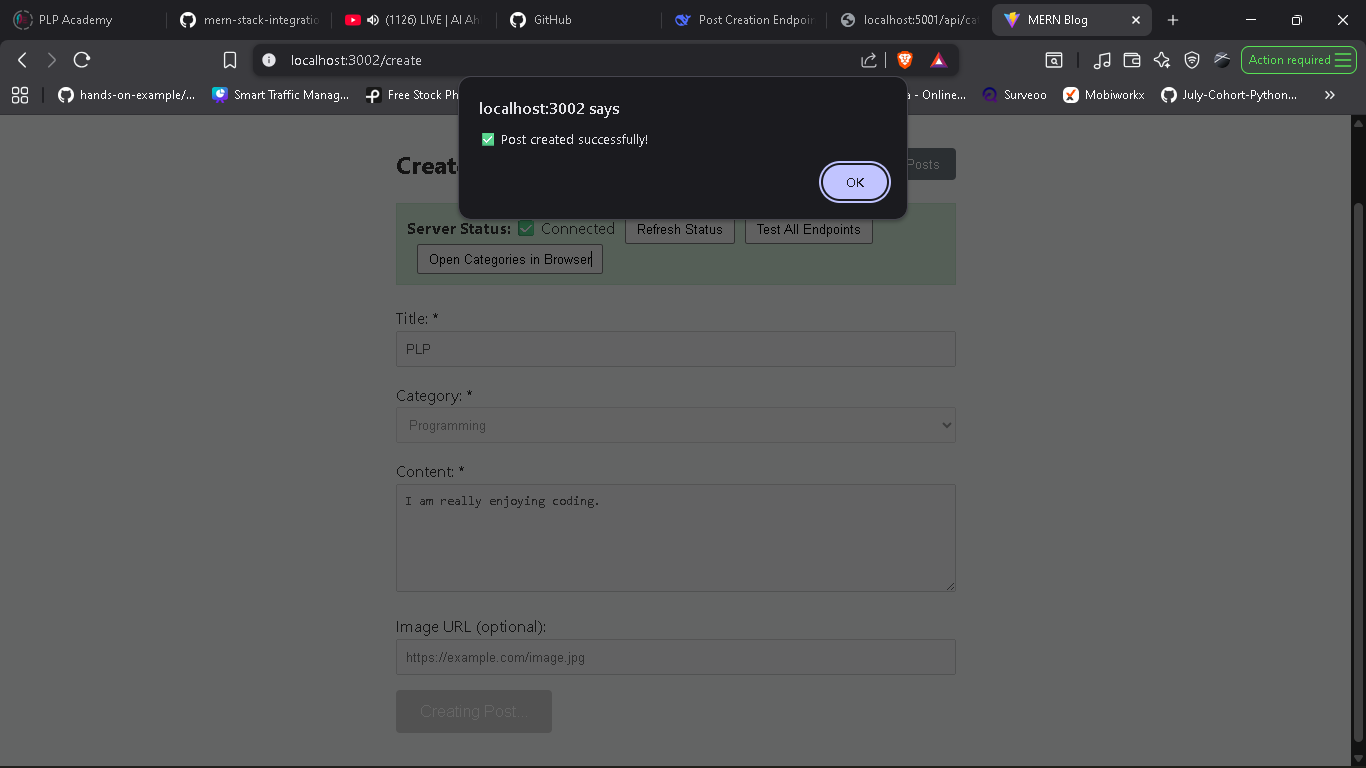 PLP Academy
mern-stack-integratio
(1126) LIVE | AI Ah
GitHub
Post Creation Endpoin
localhost:5001/api/ca
MERN Blog
localhost:3002/create
Action required
hands-on-example/...
Smart Traffic Manag...
Free Stock Ph
a - Online...
Surveoo
Mobiworkx
July-Cohort-Python...
localhost:3002 says
Post created successfully!
OK
Creat
Posts
Server Status: Connected Refresh Status Test All Endpoints
Open Categories in Browser
Title: *
PLP
Category: *
Programming
Content: *
I am really enjoying coding.
Image URL (optional):
https://example.com/image.jpg
Creating Post...